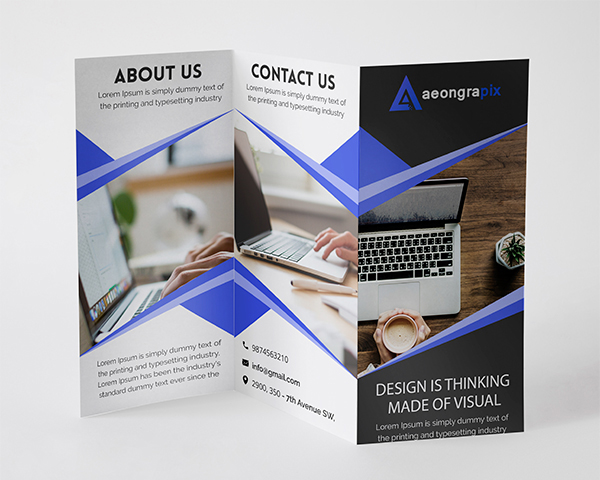 ABOUT US
Lorem Ipsum is simply dummy text of
the printing and typesetting industry
Lorem Ipsum is simply dummy text of
the printing and typesetting industry.
Lorem Ipsum has been the industry's
standard dummy text ever since the
CONTACT US
Lorem Ipsum is simply dummy text of
the printing and typesetting industry
9874563210
info@gmail.com
2900, 350 - 7th Avenue SW,
aeongrapix
DESIGN IS THINKING
MADE OF VISUAL
Lorem Ipsum is simply dummy text of
the printing and typesetting industry